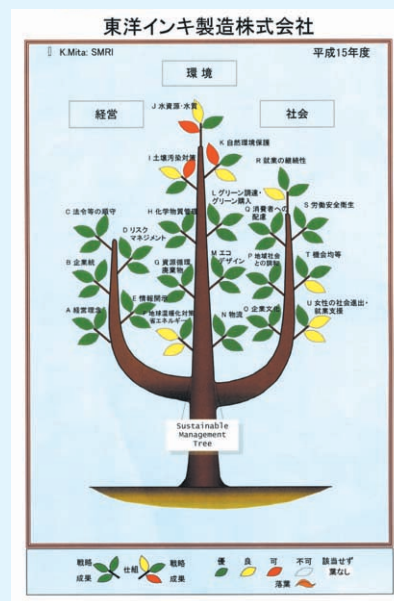 東洋インキ製造株式会社
K.Mita: SMRI
平成15年度
環 境
経営
社会
J 水資源・水質
K 自然環境保護
I 土壌汚染対策
R 就業の継続性
L グリーン調達・
グリーン購入
Q 消費者への
配慮
S 労働安全衛生
C 法令等の順守
H 化学物質管理
D リスク
マネジメント
M エコ
デザイン
P 地域社会
との調和
T 機会均等
B 企業統
G 資源循環
廃棄物
E 情報開示
A 経営理念
地球温暖化対策
省エネルギー
N 物流
O 企業文化
U 女性の社会進出・
就業支援
Sustainable
Management
Tree
戦略
成果
仕組
戦略
成果
優
良
可
不可
該当せず
葉なし
落葉